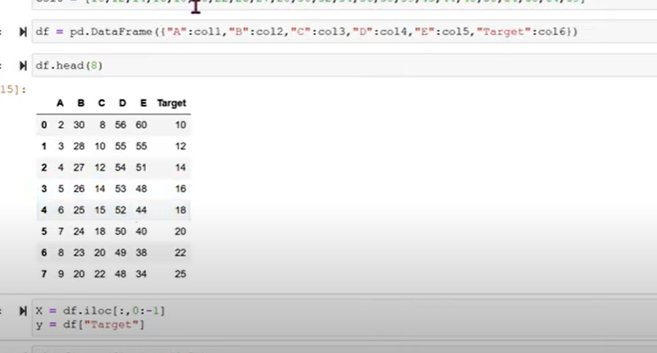 df = pd.DataFrame({"A":col1,"B":col2,"C":col3,"D":col4,"E":col5,"Target":col6})
df.head(8)
15]:
A B C D E Target
0 2 30 8 56 60 10
1 3 28 10 55 55 12
2 4 27 12 54 51 14
3 5 26 14 53 48 16
4 6 25 15 52 44 18
5 7 24 18 50 40 20
6 8 23 20 49 38 22
7 9 20 22 48 34 25
X = df.iloc[:,0:-1]
y = df["Target"]